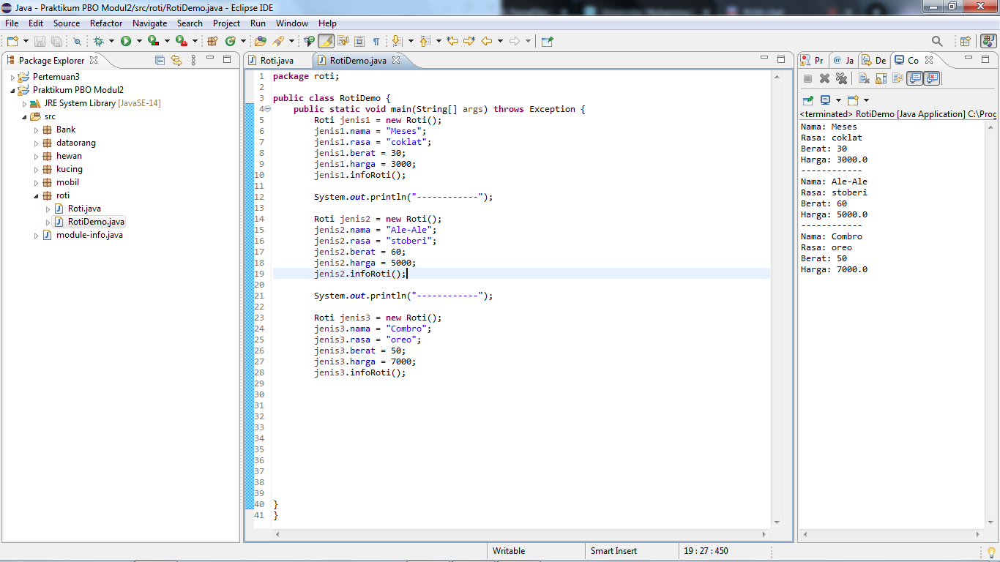 Java - Praktikum PBO Modul2/src/roti/RotiDemo.java - Eclipse IDE
File Edit Source Refactor Navigate Search Project Run Window Help
Package Explorer
Pertemuan3
Praktikum PBO Modul2
JRE System Library [JavaSE-14]
src
Bank
dataorang
hewan
kucing
mobil
roti
Roti.java
RotiDemo.java
module-info.java
Roti.java RotiDemo.java
1 package roti;
2
3 public class RotiDemo {
4 public static void main(String[] args) throws Exception {
5 Roti jenis1 = new Roti();
6 jenis1.nama = "Meses";
7 jenis1.rasa = "coklat";
8 jenis1.berat = 30;
9 jenis1.harga = 3000;
10 jenis1.infoRoti();
11
12 System.out.println("------------");
13
14 Roti jenis2 = new Roti();
15 jenis2.nama = "Ale-Ale";
16 jenis2.rasa = "stoberi";
17 jenis2.berat = 60;
18 jenis2.harga = 5000;
19 jenis2.infoRoti();
20
21 System.out.println("------------");
22
23 Roti jenis3 = new Roti();
24 jenis3.nama = "Combro";
25 jenis3.rasa = "oreo";
26 jenis3.berat = 50;
27 jenis3.harga = 7000;
28 jenis3.infoRoti();
29
30
31
32
33
34
35
36
37
38
39
40 }
41 }
Pr @ Ja De Co
<terminated> RotiDemo [Java Application] C:\Prog
Nama: Meses
Rasa: coklat
Berat: 30
Harga: 3000.0
------------
Nama: Ale-Ale
Rasa: stoberi
Berat: 60
Harga: 5000.0
------------
Nama: Combro
Rasa: oreo
Berat: 50
Harga: 7000.0
Writable Smart Insert 19 : 27 : 450